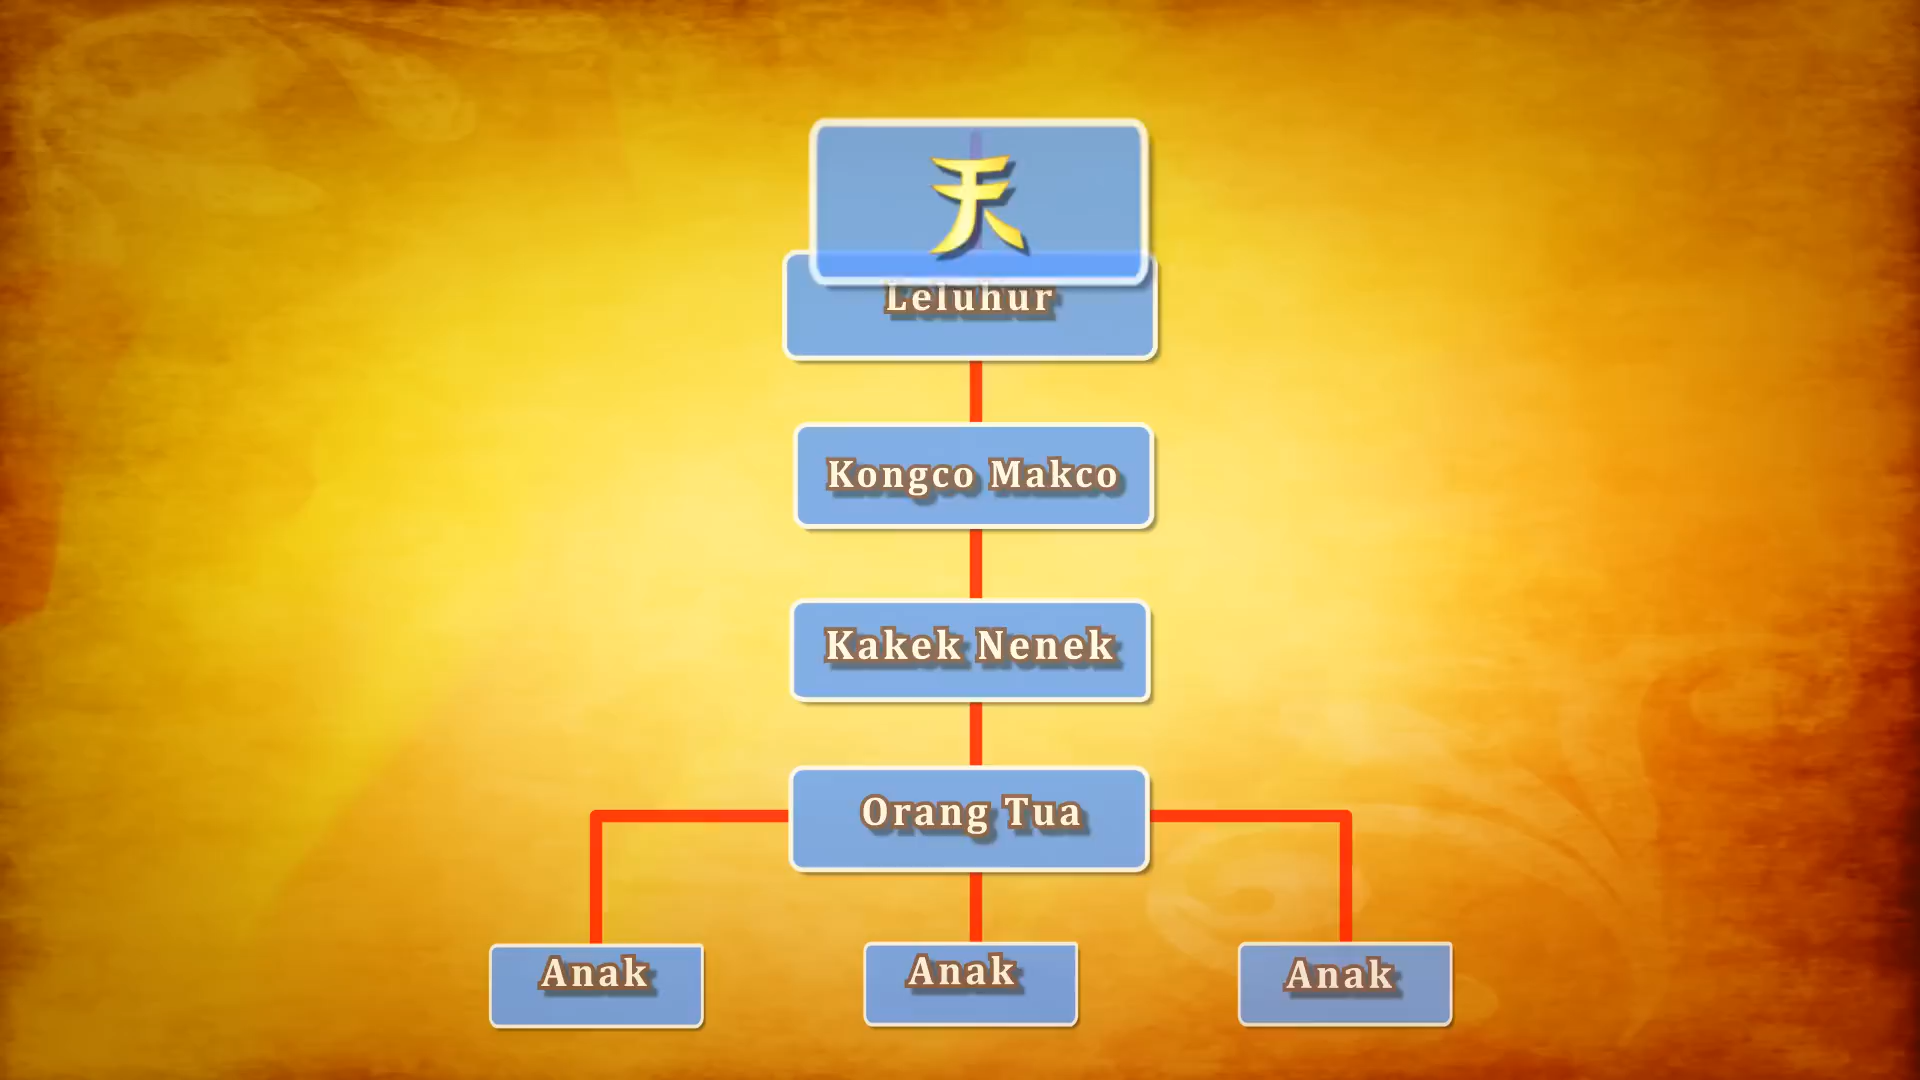 天
Leluhur
Kongco Makco
Kakek Nenek
Orang Tua
Anak
Anak
Anak